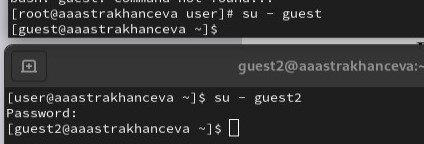 bash: guest: command not found...
[root@aaastrakhanceva user]# su - guest
[guest@aaastrakhanceva ~]$
guest2@aaastrakhanceva:~
[user@aaastrakhanceva ~]$ su - guest2
Password:
[guest2@aaastrakhanceva ~]$